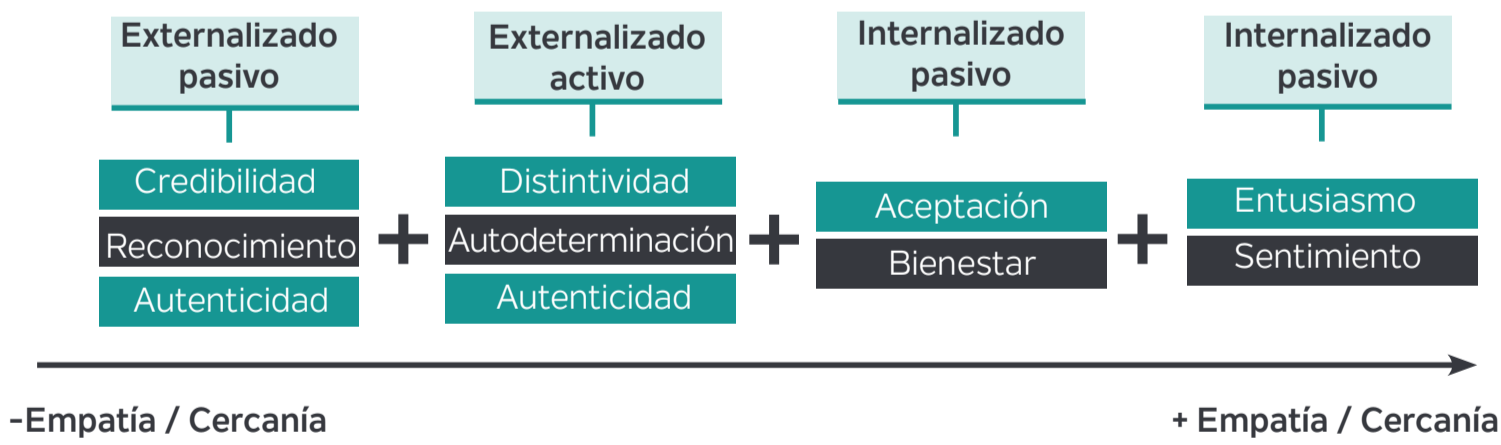 Externalizado
pasivo
Externalizado
activo
Internalizado
pasivo
Internalizado
pasivo
Credibilidad
Reconocimiento
Autenticidad
+
Distintividad
Autodeterminación
Autenticidad
+
Aceptación
Bienestar
+
Entusiasmo
Sentimiento
-Empatía / Cercanía
+ Empatía / Cercanía